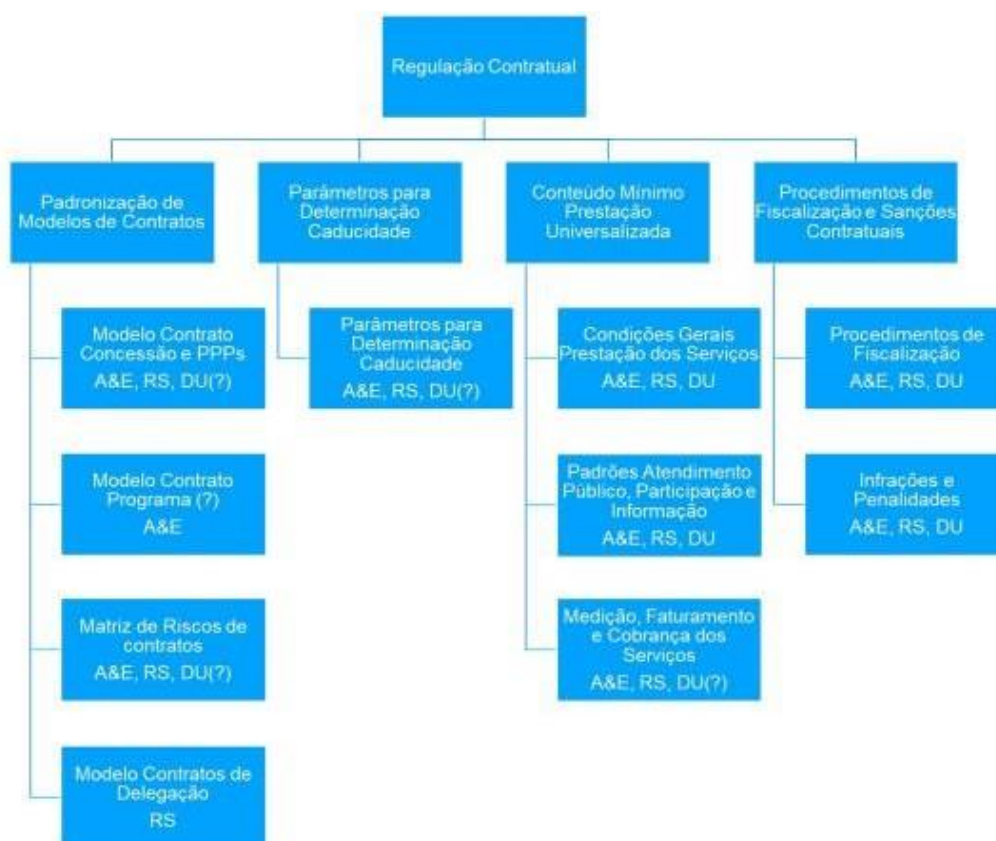 Regulação Contratual
Padronização de
Modelos de Contratos
Parâmetros para
Determinação
Caducidade
Conteúdo Mínimo
Prestação
Universalizada
Procedimentos de
Fiscalização e Sanções
Contratuais
Modelo Contrato
Concessão e PPPs
A&E, RS, DU(?)
Modelo Contrato
Programa (?)
A&E
Matriz de Riscos de
contratos
A&E, RS, DU(?)
Modelo Contratos de
Delegação
RS
Parâmetros para
Determinação
Caducidade
A&E, RS, DU(?)
Condições Gerais
Prestação dos Serviços
A&E, RS, DU
Padrões Atendimento
Público, Participação e
Informação
A&E, RS, DU
Medição, Faturamento
e Cobrança dos
Serviços
A&E, RS, DU(?)
Procedimentos de
Fiscalização
A&E, RS, DU
Infrações e
Penalidades
A&E, RS, DU